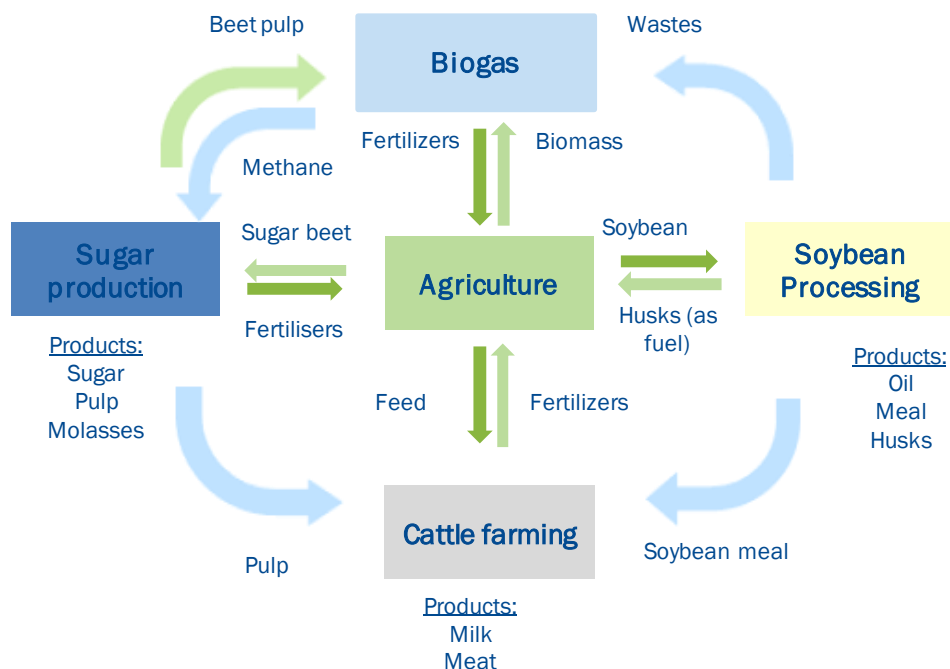 Beet pulp
Biogas
Wastes
Fertilizers
Biomass
Methane
Sugar beet
Soybean
Sugar
production
Agriculture
Soybean
Processing
Fertilisers
Husks (as
fuel)
Products:
Sugar
Pulp
Molasses
Products:
Oil
Meal
Husks
Feed
Fertilizers
Cattle farming
Pulp
Soybean meal
Products:
Milk
Meat